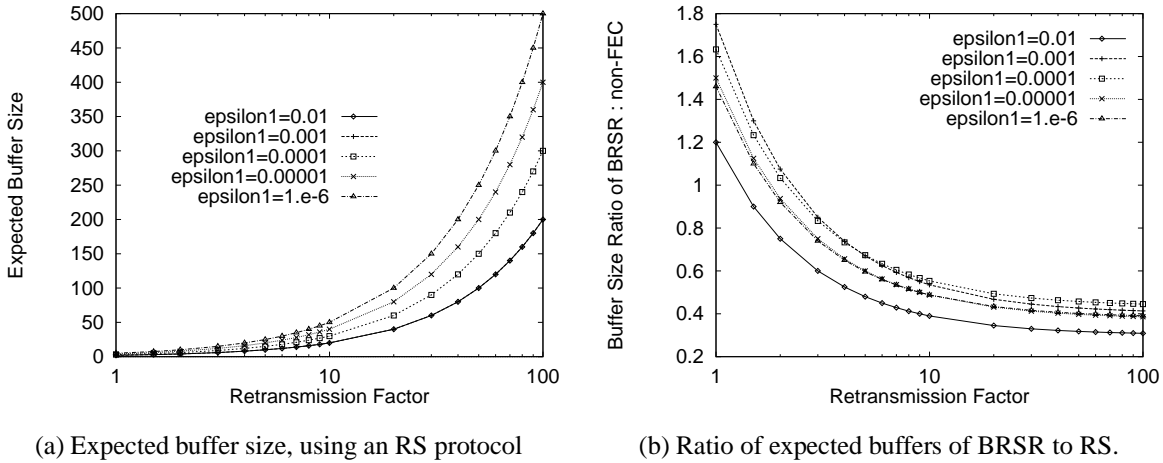 500
450
400
350
300
250
200
150
100
50
0
Expected Buffer Size
epsilon1=0.01
epsilon1=0.001
epsilon1=0.0001
epsilon1=0.00001
epsilon1=1.e-6
1
10
100
Retransmission Factor
(a) Expected buffer size, using an RS protocol
1.8
1.6
1.4
1.2
1
0.8
0.6
0.4
0.2
Buffer Size Ratio of BRSR : non-FEC
epsilon1=0.01
epsilon1=0.001
epsilon1=0.0001
epsilon1=0.00001
epsilon1=1.e-6
1
10
100
Retransmission Factor
(b) Ratio of expected buffers of BRSR to RS.